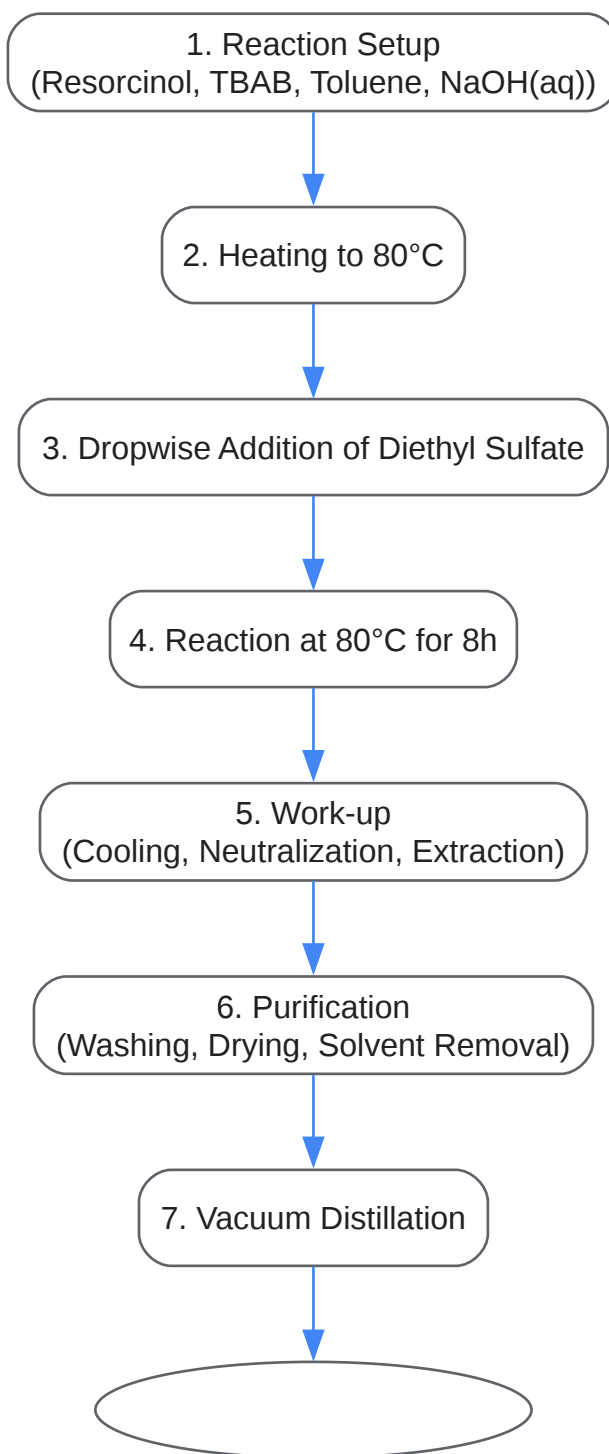 1. Reaction Setup
(Resorcinol, TBAB, Toluene, NaOH(aq))
2. Heating to 80°C
3. Dropwise Addition of Diethyl Sulfate
4. Reaction at 80°C for 8h
5. Work-up
(Cooling, Neutralization, Extraction)
6. Purification
(Washing, Drying, Solvent Removal)
7. Vacuum Distillation